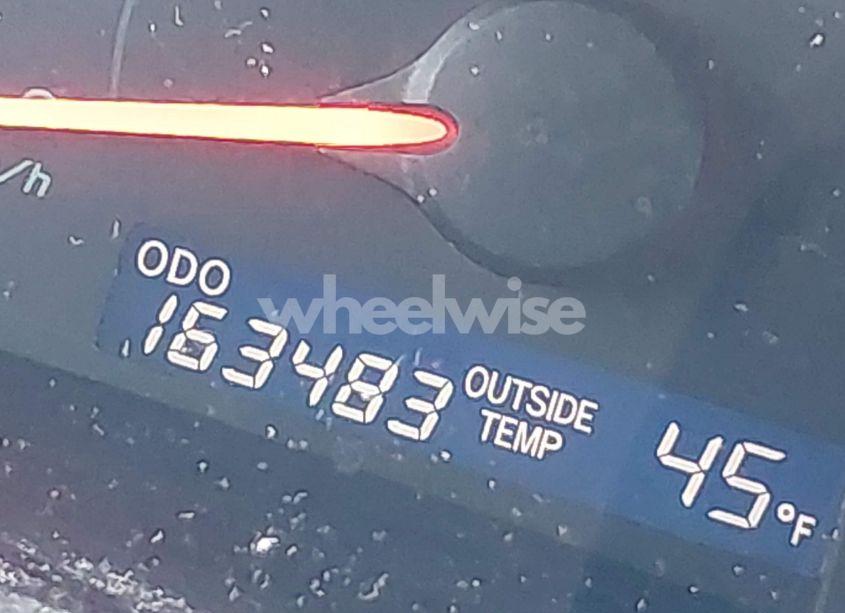 /h
ODO
wheelwise
163483
OUTSIDE
TEMP
45°F